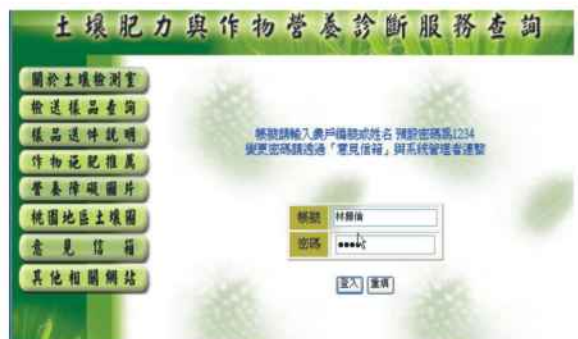 土壤肥力與作物營養診斷服務查詢
關於土壤檢測室
檢送樣品查詢
樣品送件說明
作物施肥推薦
營養障礙圖片
桃園地區土壤圖
意見信箱
其他相關網站
帳號請輸入農戶編號或姓名 預設密碼為1234
變更密碼請透過「意見信箱」與系統管理者連繫
帳號 林錦倫
密碼 ●●●●
登入 重填